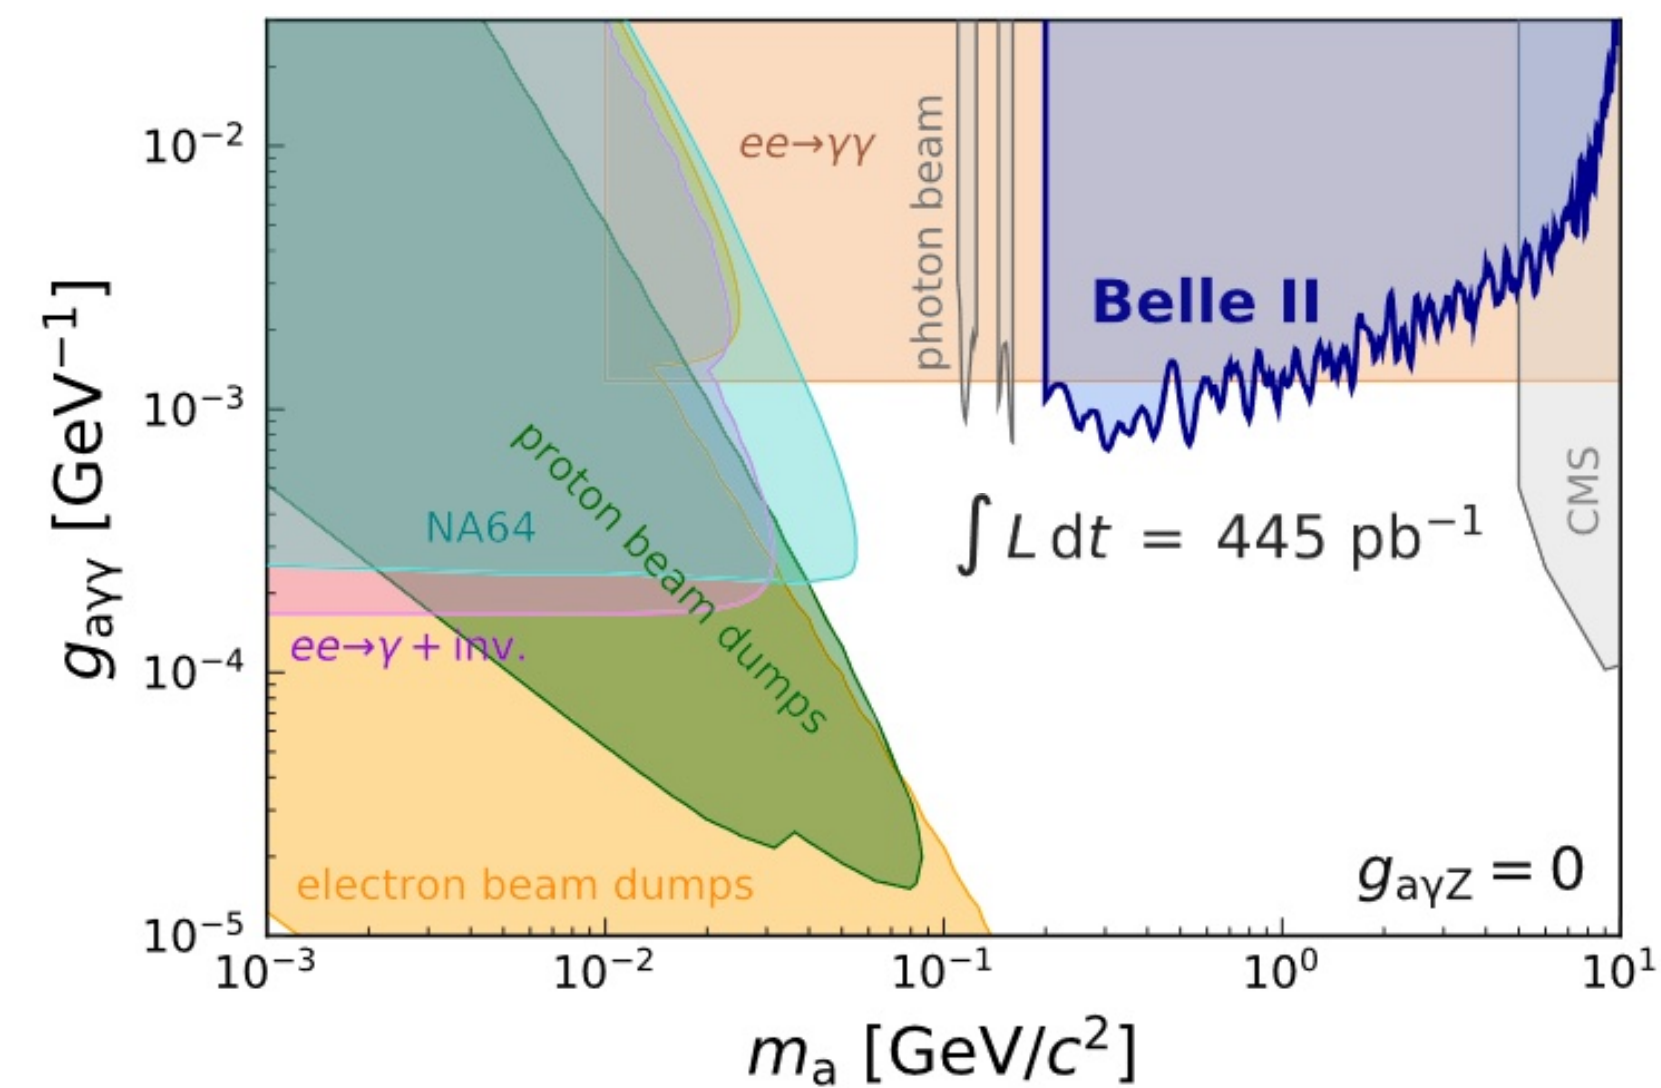 10⁻²
10⁻³
10⁻⁴
10⁻⁵
g_aγγ [GeV⁻¹]
ee→γγ
photon beam
Belle II
proton beam dumps
NA64
∫ L dt = 445 pb⁻¹
CMS
ee→γ + inv.
electron beam dumps
g_aγZ = 0
10⁻³ 10⁻² 10⁻¹ 10⁰ 10¹
m_a [GeV/c²]